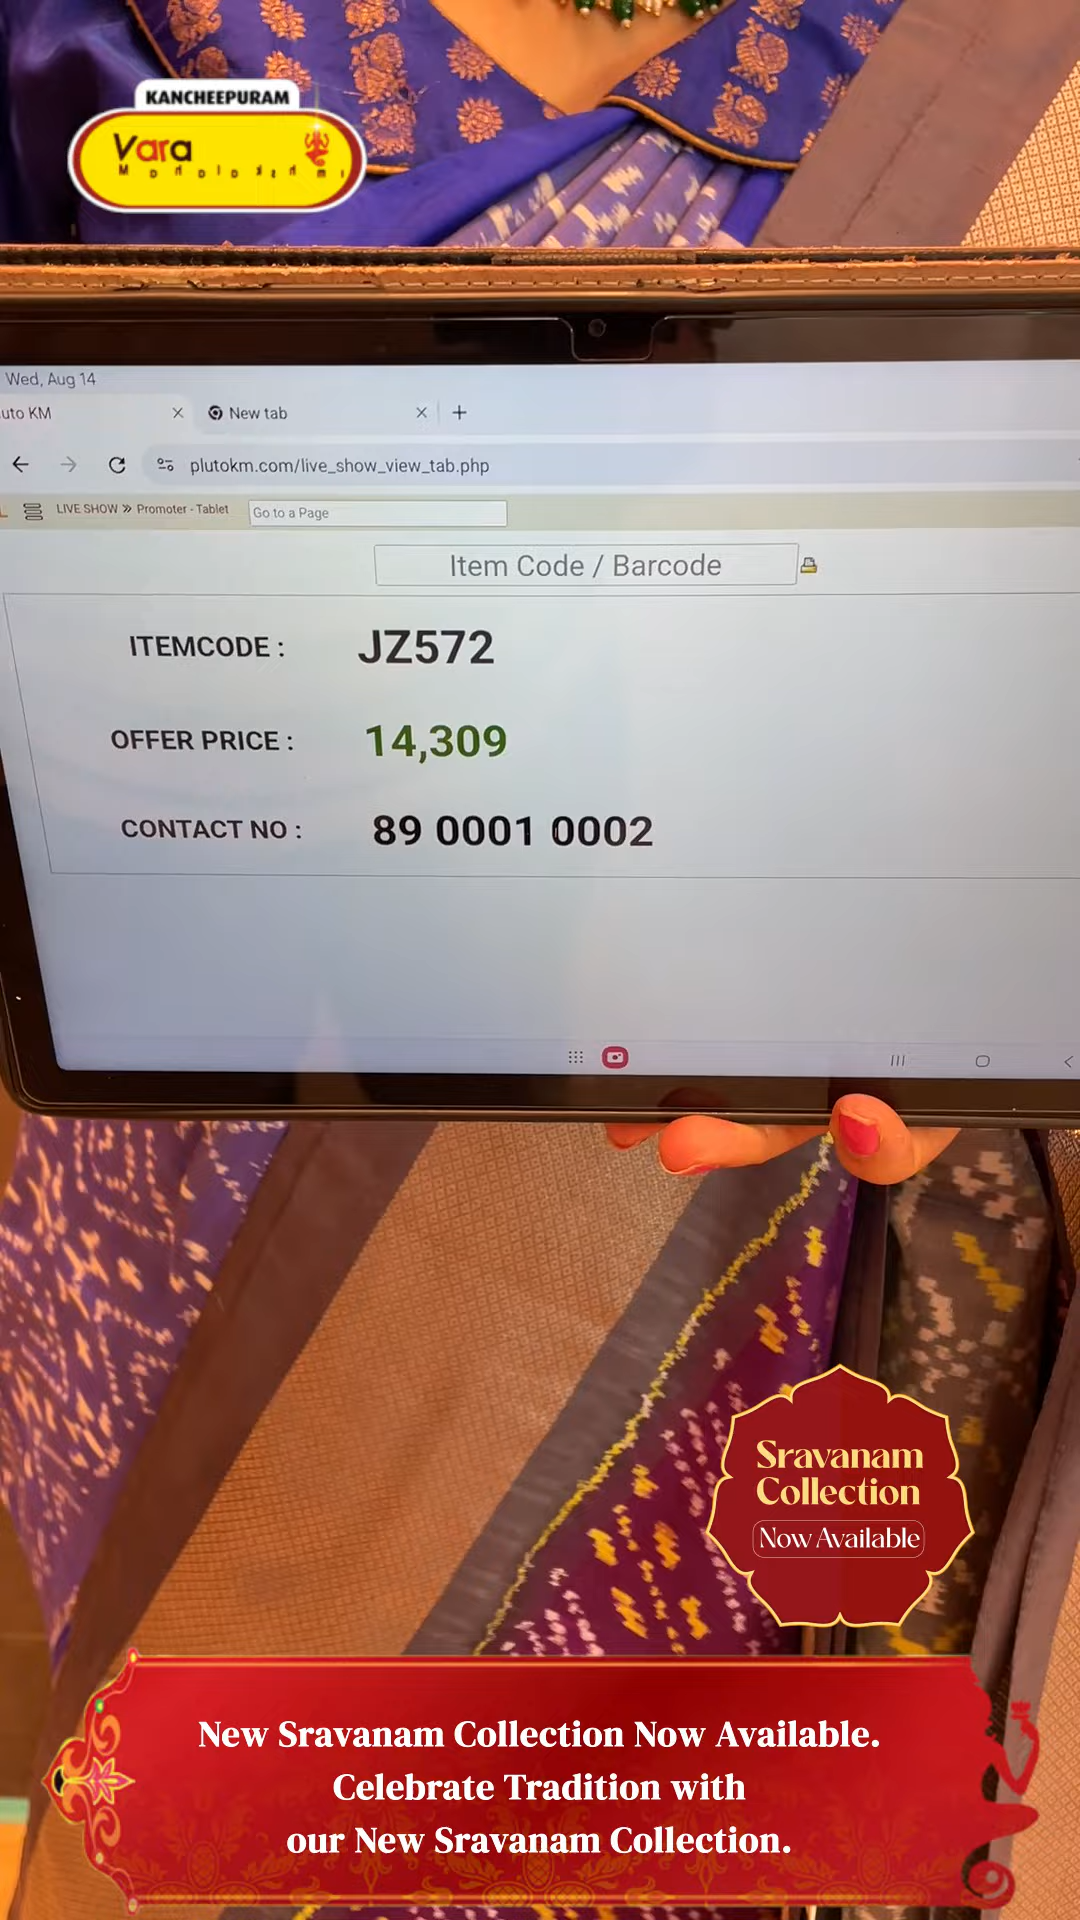 KANCHEEPURAM
Vara
Wed, Aug 14
uto KM
New tab
plutokm.com/live_show_view_tab.php
LIVE SHOW » Promoter - Tablet
Go to a Page
Item Code / Barcode
ITEMCODE : JZ572
OFFER PRICE : 14,309
CONTACT NO : 89 0001 0002
Sravanam
Collection
Now Available
New Sravanam Collection Now Available.
Celebrate Tradition with
our New Sravanam Collection.